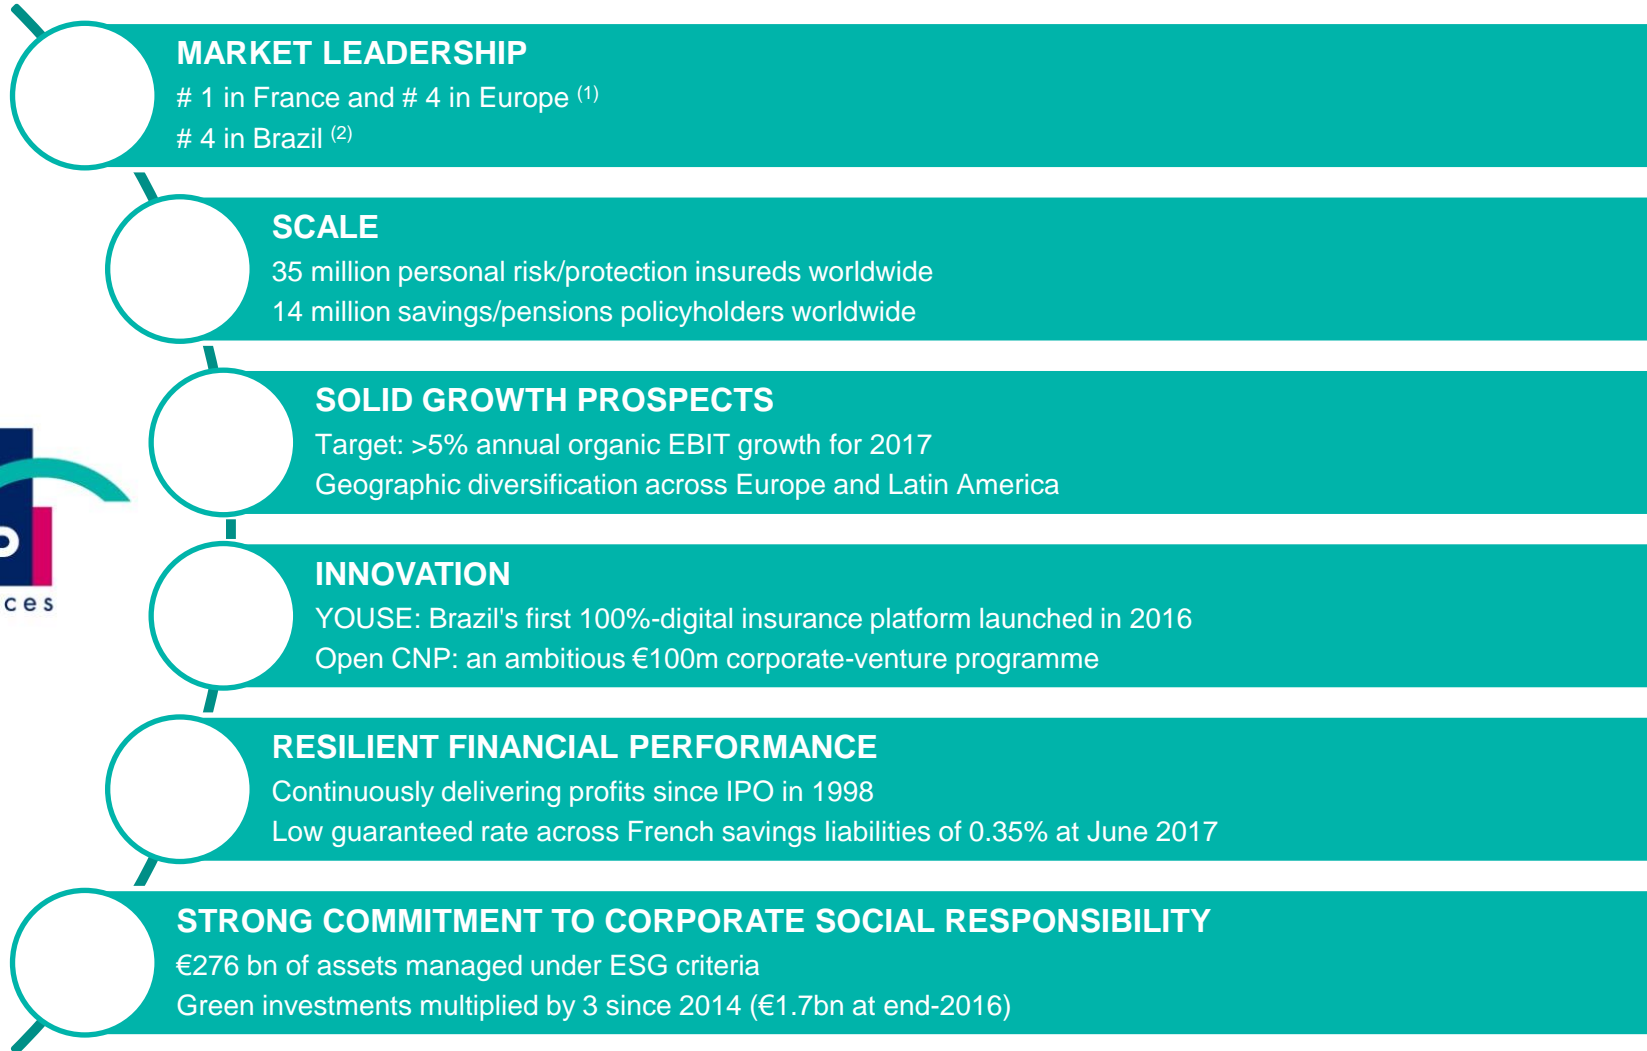 MARKET LEADERSHIP
# 1 in France and # 4 in Europe (1)
# 4 in Brazil (2)
SCALE
35 million personal risk/protection insureds worldwide
14 million savings/pensions policyholders worldwide
SOLID GROWTH PROSPECTS
Target: >5% annual organic EBIT growth for 2017
Geographic diversification across Europe and Latin America
INNOVATION
YOUSE: Brazil's first 100%-digital insurance platform launched in 2016
Open CNP: an ambitious €100m corporate-venture programme
RESILIENT FINANCIAL PERFORMANCE
Continuously delivering profits since IPO in 1998
Low guaranteed rate across French savings liabilities of 0.35% at June 2017
STRONG COMMITMENT TO CORPORATE SOCIAL RESPONSIBILITY
€276 bn of assets managed under ESG criteria
Green investments multiplied by 3 since 2014 (€1.7bn at end-2016)